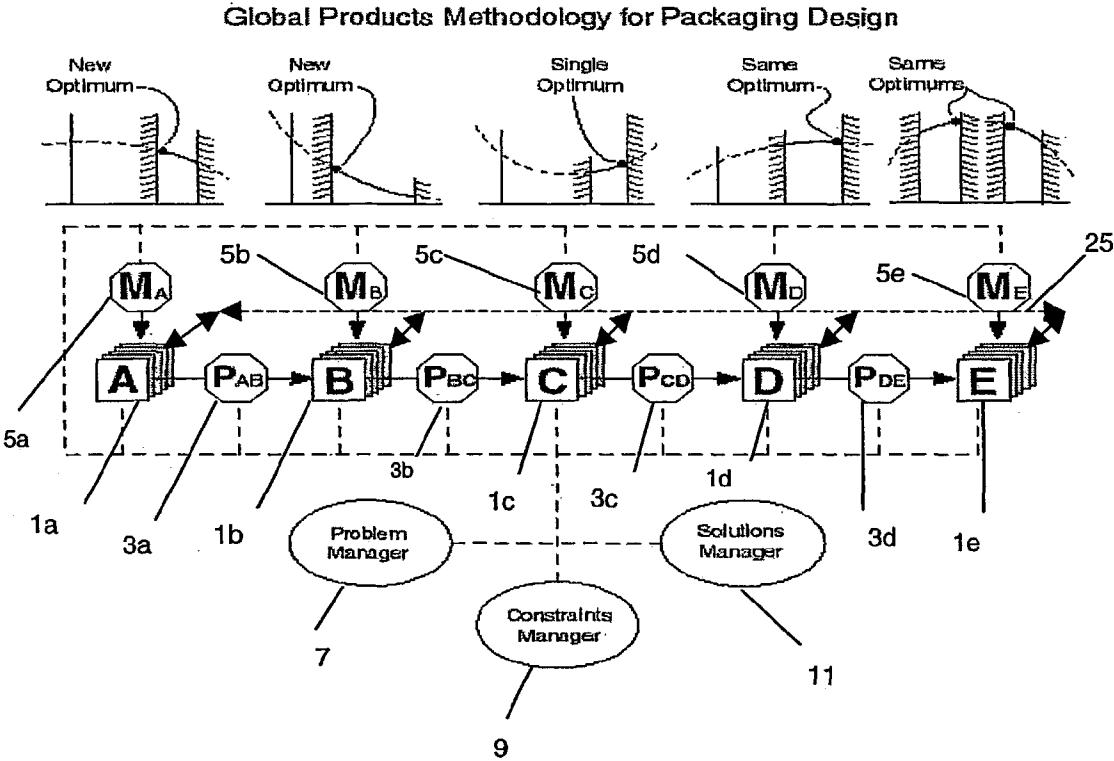 Global Products Methodology for Packaging Design
New
Optimum
New
Optimum
Single
Optimum
Same
Optimum
Same
Optimums
5a
MA
5b
MB
5c
MC
5d
MD
5e
ME
25
A
PAB
B
PBC
C
PCD
D
PDE
E
1a
3a
1b
3b
1c
3c
1d
3d
1e
Problem
Manager
Solutions
Manager
Constraints
Manager
7
11
9